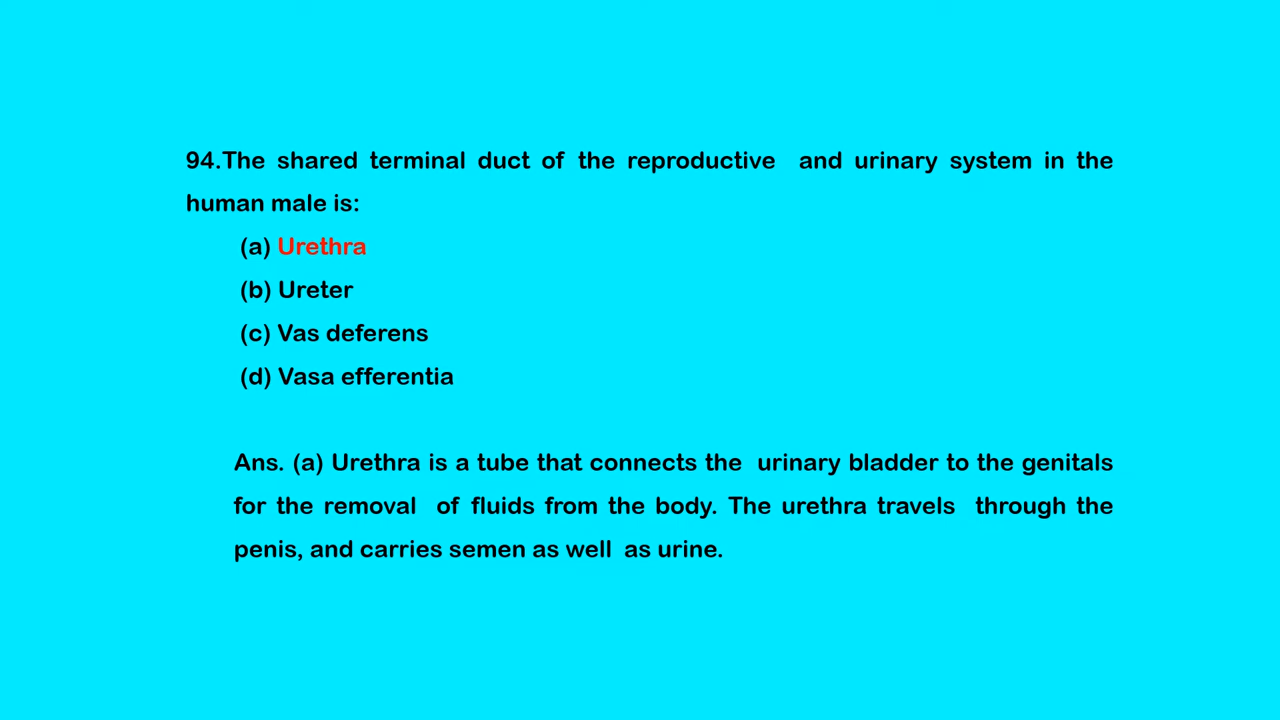 94.The shared terminal duct of the reproductive and urinary system in the
human male is:
(a) Urethra
(b) Ureter
(c) Vas deferens
(d) Vasa efferentia
Ans. (a) Urethra is a tube that connects the urinary bladder to the genitals
for the removal of fluids from the body. The urethra travels through the
penis, and carries semen as well as urine.